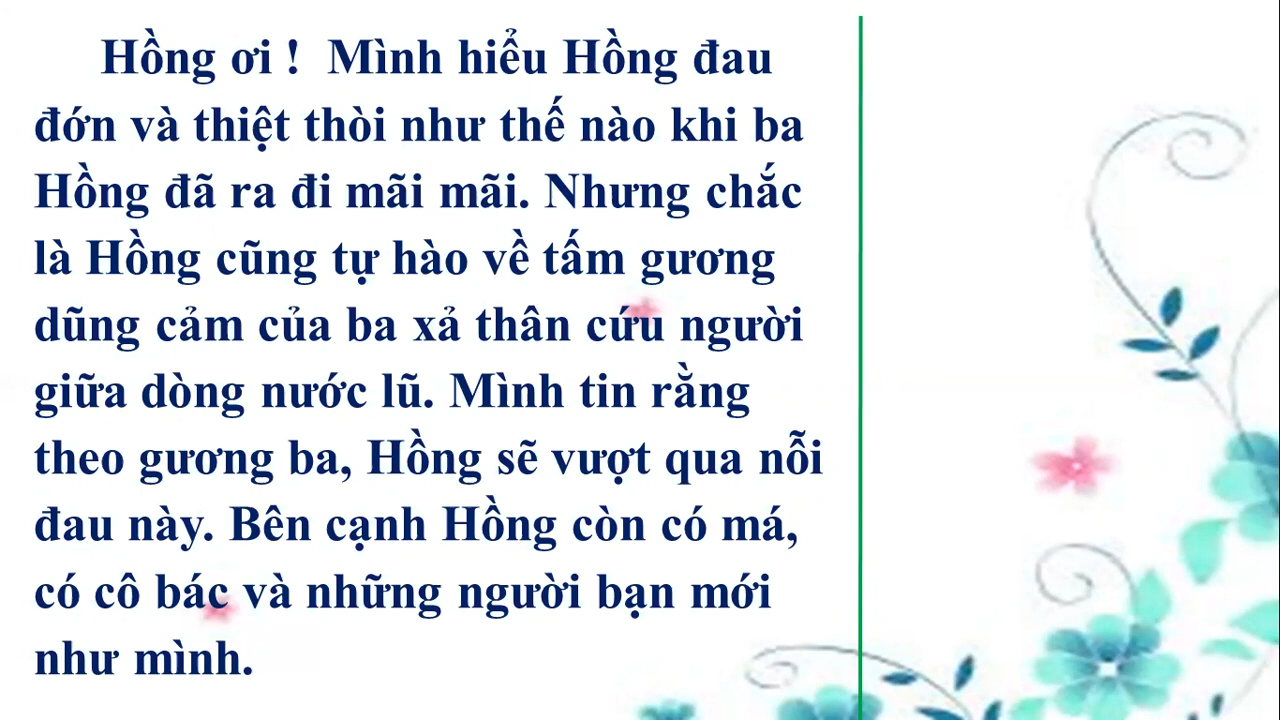 Hồng ơi ! Mình hiểu Hồng đau
đớn và thiệt thòi như thế nào khi ba
Hồng đã ra đi mãi mãi. Nhưng chắc
là Hồng cũng tự hào về tấm gương
dũng cảm của ba xả thân cứu người
giữa dòng nước lũ. Mình tin rằng
theo gương ba, Hồng sẽ vượt qua nỗi
đau này. Bên cạnh Hồng còn có má,
có cô bác và những người bạn mới
như mình.